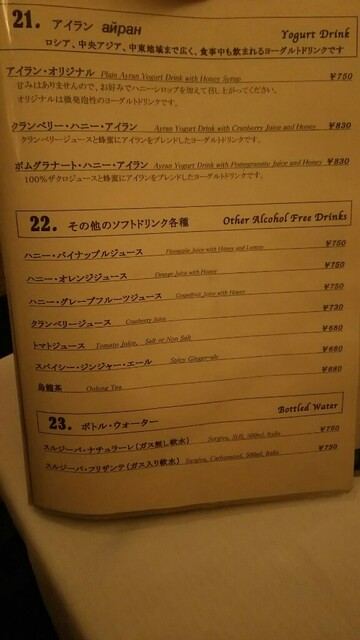 21. アイラン айран Yogurt Drink
ロシア、中央アジア、中東地域まで広く、食事中も飲まれるヨーグルトドリンクです
アイラン・オリジナル Plain Ayran Yogurt Drink with Honey Syrup ￥750
甘みはありませんので、お好みでハニーシロップを加えて召し上がってください。
オリジナルは微発泡性のヨーグルトドリンクです。
クランベリー・ハニー・アイラン Ayran Yogurt Drink with Cranberry Juice and Honey ￥830
クランベリージュースと蜂蜜にアイランをブレンドしたヨーグルトドリンクです。
ポムグラナート・ハニー・アイラン Ayran Yogurt Drink with Pomegranate Juice and Honey ￥830
100％ザクロジュースと蜂蜜にアイランをブレンドしたヨーグルトドリンクです。
22. その他のソフトドリンク各種 Other Alcohol Free Drinks
ハニー・パイナップルジュース Pineapple Juice with Honey and Lemon ￥750
ハニー・オレンジジュース Orange Juice with Honey ￥750
ハニー・グレープフルーツジュース Grapefruit Juice with Honey ￥750
クランベリージュース Cranberry Juice ￥730
トマトジュース Tomato Juice, Salt or Non Salt ￥680
スパイシー・ジンジャー・エール Spicy Ginger-ale ￥680
烏龍茶 Oolong Tea ￥680
23. ボトル・ウォーター Bottled Water
スルジーバ・ナチュラーレ（ガス無し軟水） Surgiva, Still, 500ml, Italia ￥750
スルジーバ・フリザンテ（ガス入り軟水） Surgiva, Carbonated, 500ml, Italia ￥750